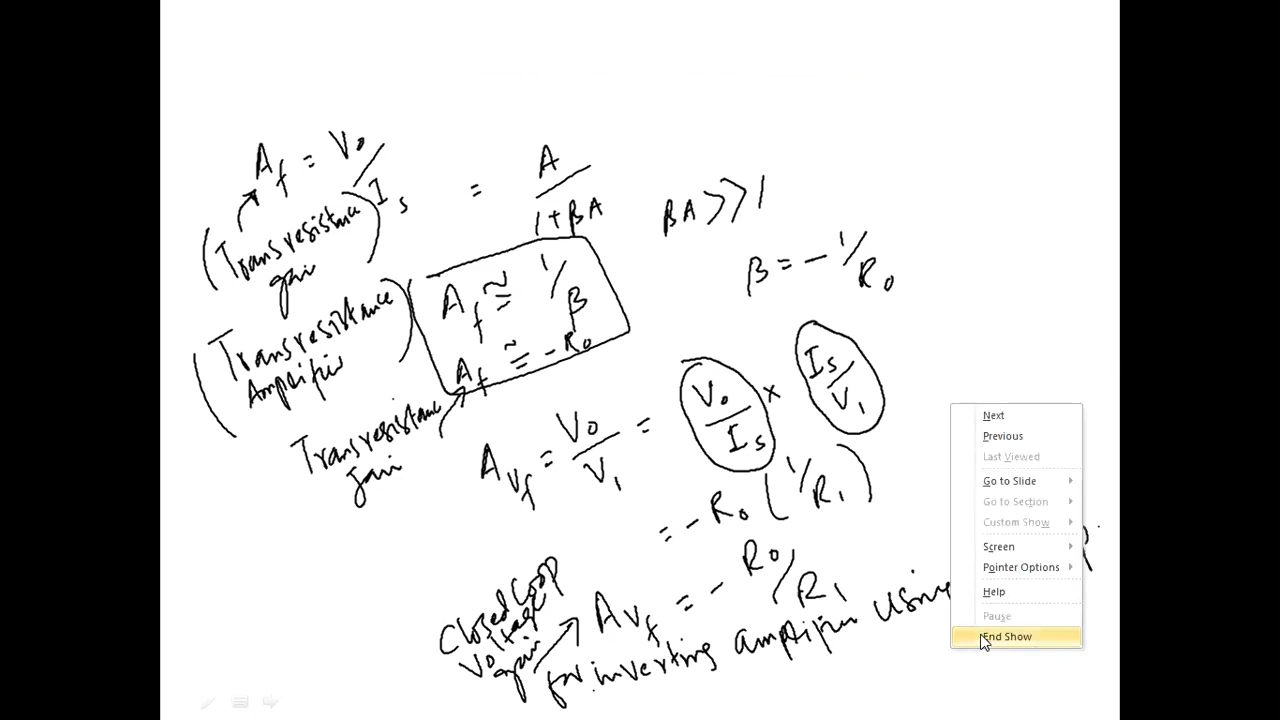 Af = Vo/Is = A/1+βA βA >> 1
(Transresistance gain)
β = -1/Ro
Af ≅ 1/β
(Transresistance Amplifier)
Af ≅ -Ro
Transresistance gain
Avf = Vo/V1 = Vo/Is × Is/V1
= -Ro (1/R1)
Closed Loop Voltage gain
Avf = -Ro/R1
for inverting amplifier using
Next
Previous
Last Viewed
Go to Slide
Go to Section
Custom Show
Screen
Pointer Options
Help
Pause
End Show